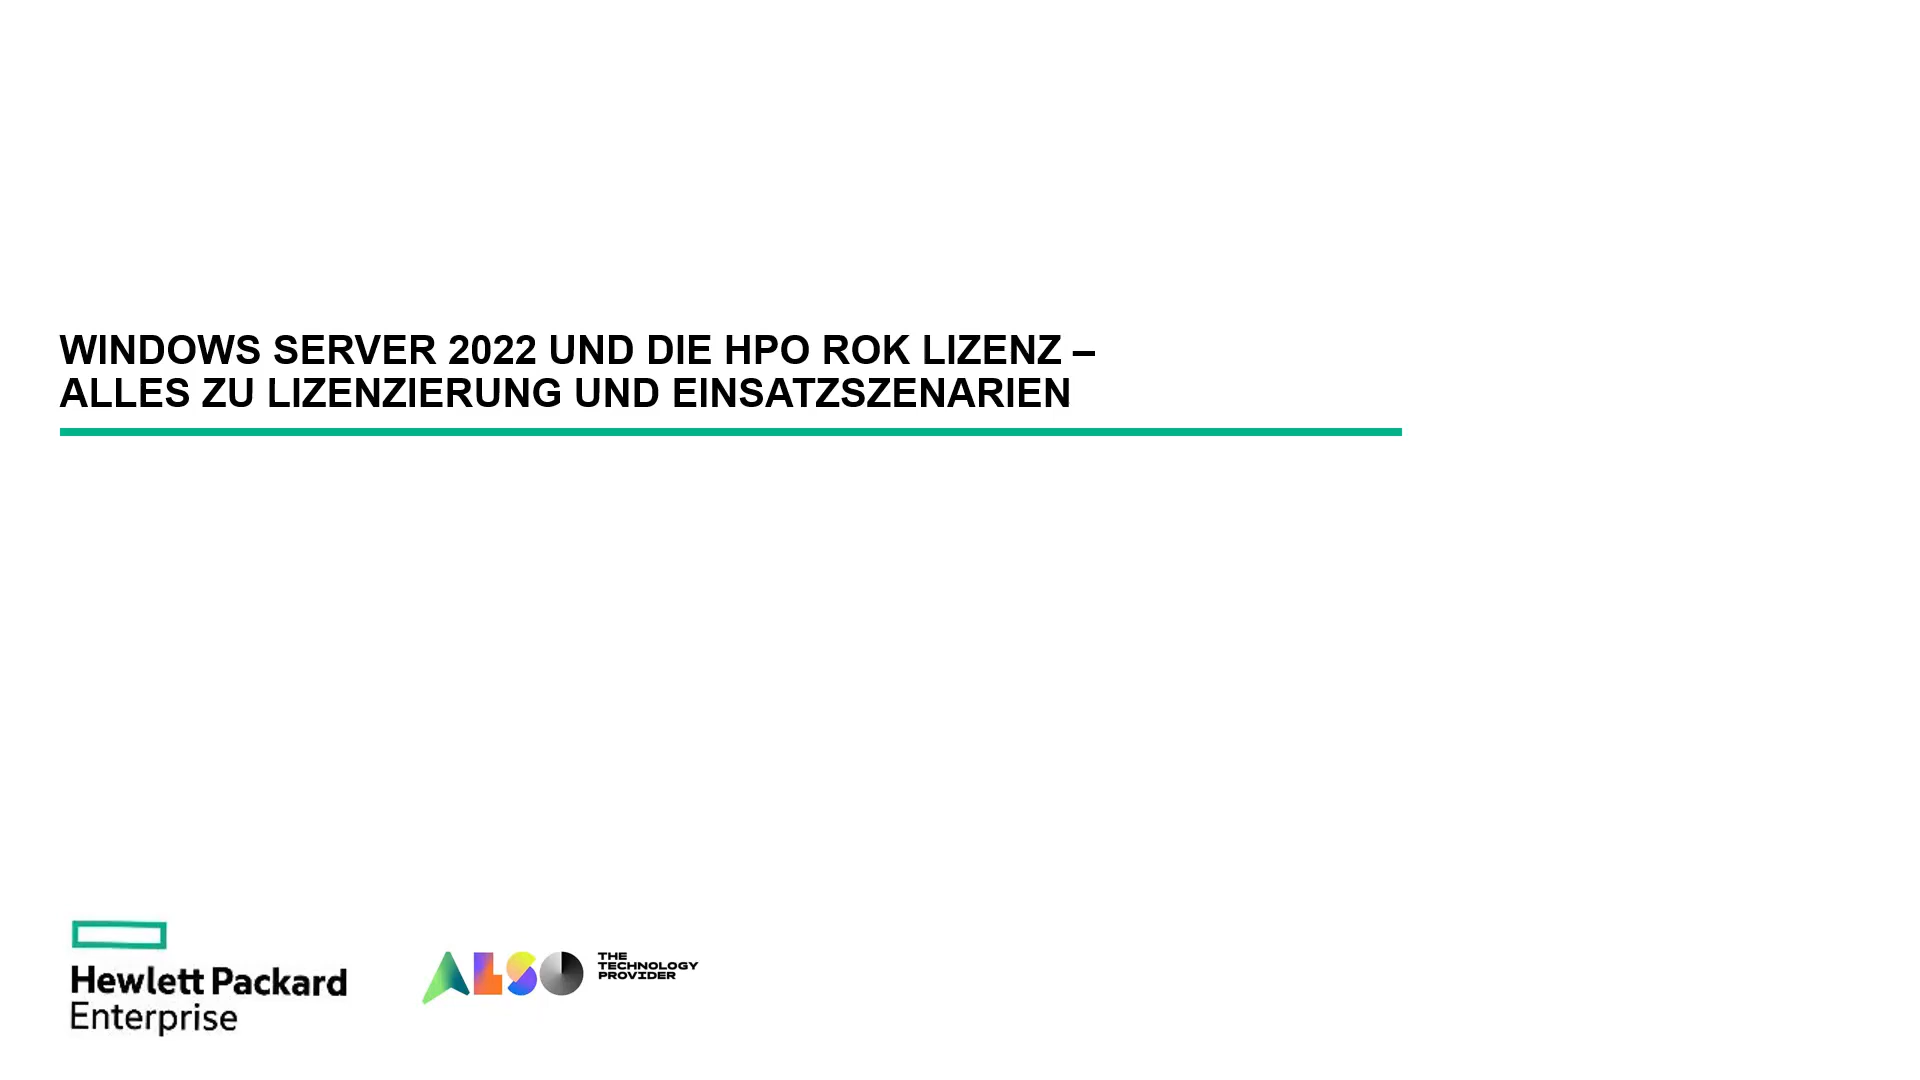 WINDOWS SERVER 2022 UND DIE HPO ROK LIZENZ –
ALLES ZU LIZENZIERUNG UND EINSATZSZENARIEN
Hewlett Packard
Enterprise
ALSO
THE
TECHNOLOGY
PROVIDER